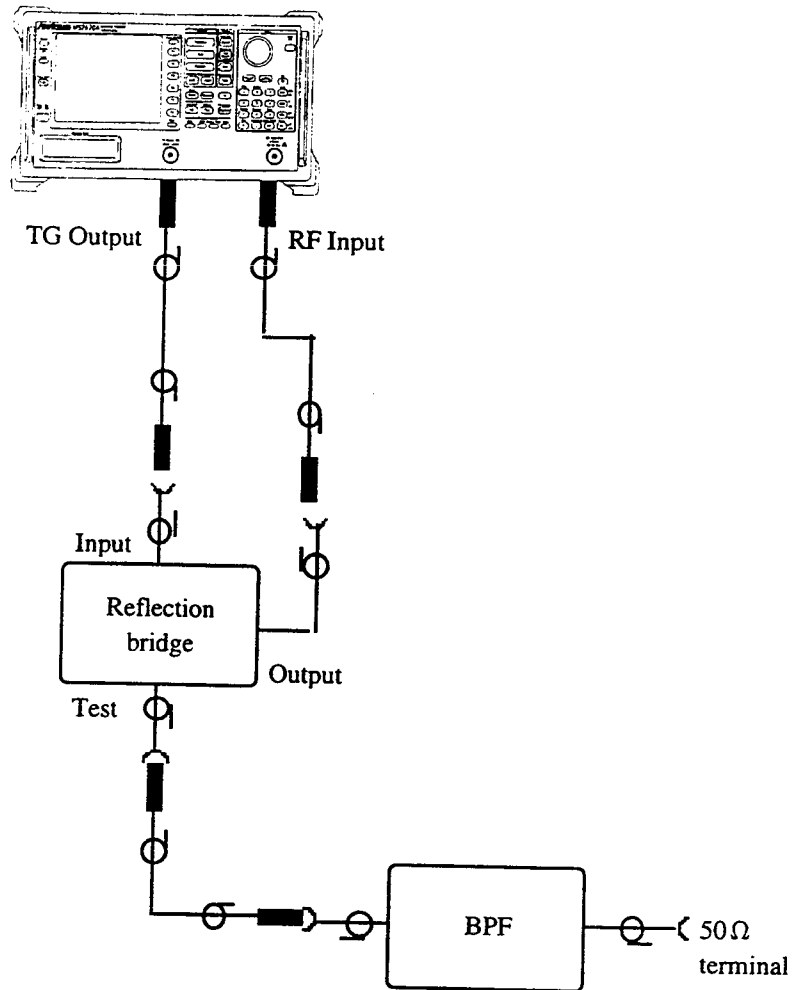 TG Output
RF Input
Input
Reflection
bridge
Output
Test
BPF
50Ω
terminal